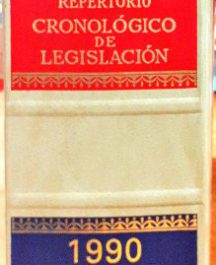 REPERTORIO
CRONOLÓGICO
DE
LEGISLACIÓN
1990